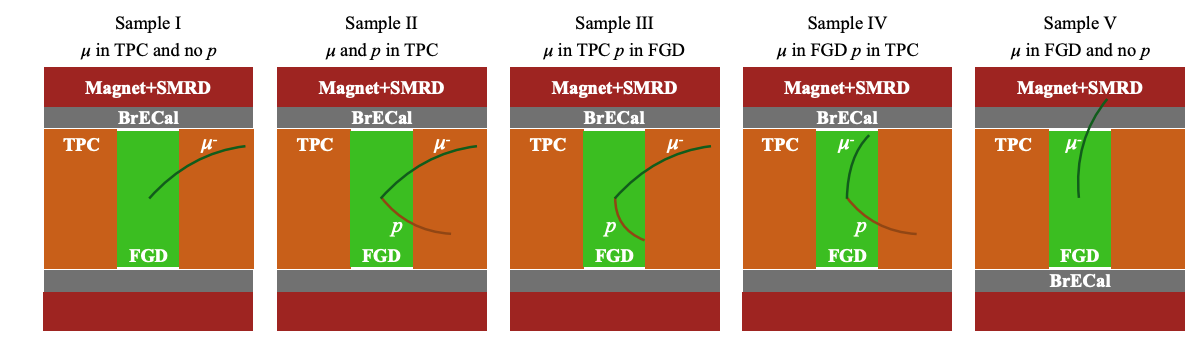 Sample I
μ in TPC and no p
Magnet+SMRD
BrECal
TPC
μ-
FGD
Sample II
μ and p in TPC
Magnet+SMRD
BrECal
TPC
μ-
p
FGD
Sample III
μ in TPC p in FGD
Magnet+SMRD
BrECal
TPC
μ-
p
FGD
Sample IV
μ in FGD p in TPC
Magnet+SMRD
BrECal
TPC
μ-
p
FGD
Sample V
μ in FGD and no p
Magnet+SMRD
TPC
μ-
FGD
BrECal